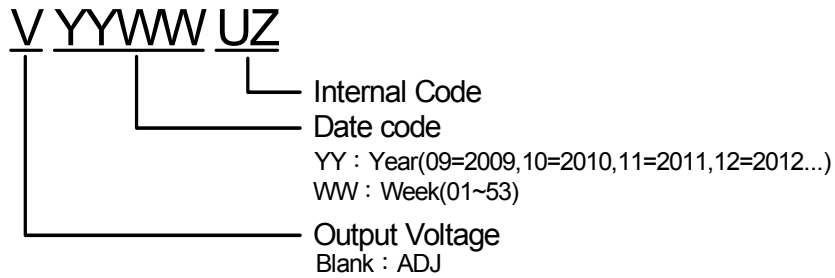 V YYWW UZ
Internal Code
Date code
YY：Year(09=2009,10=2010,11=2011,12=2012...)
WW：Week(01~53)
Output Voltage
Blank：ADJ